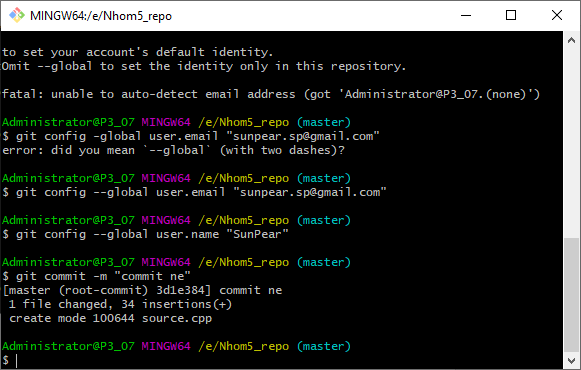 MINGW64:/e/Nhom5_repo
to set your account's default identity.
Omit --global to set the identity only in this repository.
fatal: unable to auto-detect email address (got 'Administrator@P3_07.(none)')
Administrator@P3_07 MINGW64 /e/Nhom5_repo (master)
$ git config -global user.email "sunpear.sp@gmail.com"
error: did you mean `--global` (with two dashes)?
Administrator@P3_07 MINGW64 /e/Nhom5_repo (master)
$ git config --global user.email "sunpear.sp@gmail.com"
Administrator@P3_07 MINGW64 /e/Nhom5_repo (master)
$ git config --global user.name "SunPear"
Administrator@P3_07 MINGW64 /e/Nhom5_repo (master)
$ git commit -m "commit ne"
[master (root-commit) 3d1e384] commit ne
 1 file changed, 34 insertions(+)
 create mode 100644 source.cpp
Administrator@P3_07 MINGW64 /e/Nhom5_repo (master)
$